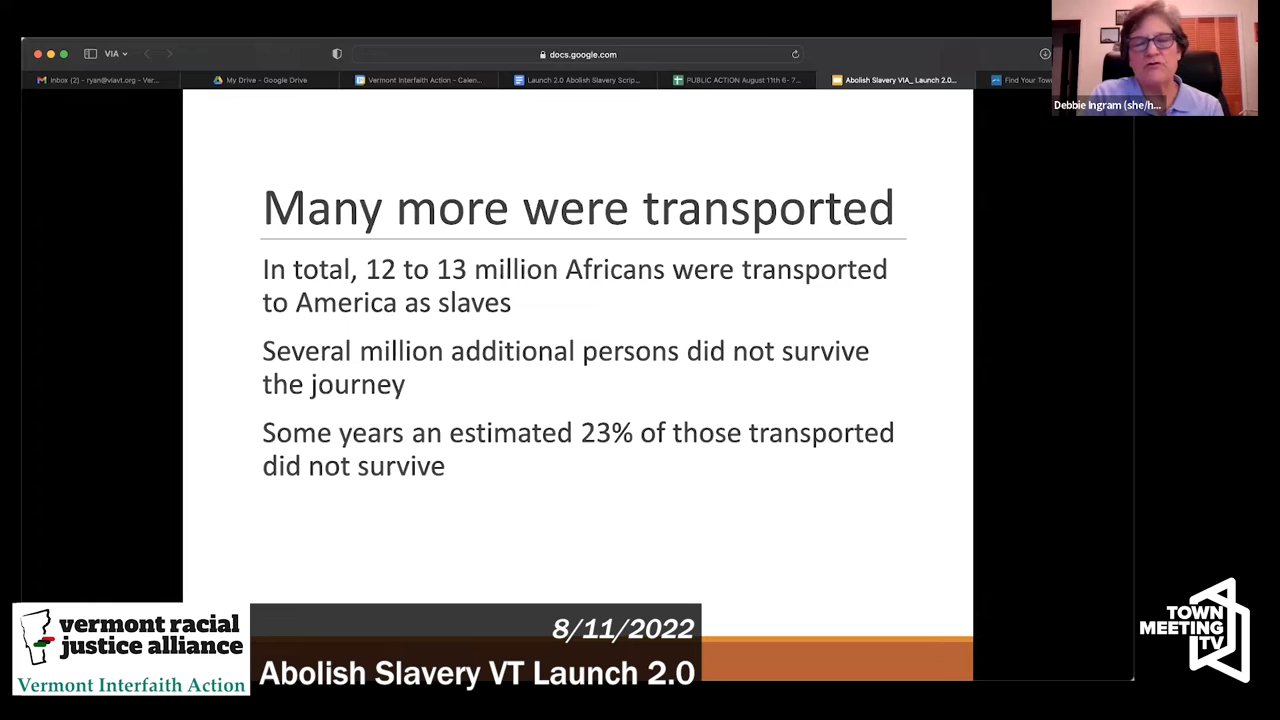 VIA
docs.google.com
Inbox (2) - ryan@viavt.org - Ver...
My Drive - Google Drive
Vermont Interfaith Action - Calen...
Launch 2.0 Abolish Slavery Scrip...
PUBLIC ACTION August 11th 6- 7...
Abolish Slavery VIA_ Launch 2.0...
Find Your Tow
Debbie Ingram (she/h...
Many more were transported
In total, 12 to 13 million Africans were transported
to America as slaves
Several million additional persons did not survive
the journey
Some years an estimated 23% of those transported
did not survive
vermont racial
justice alliance
Vermont Interfaith Action
8/11/2022
Abolish Slavery VT Launch 2.0
TOWN
MEETING
TV